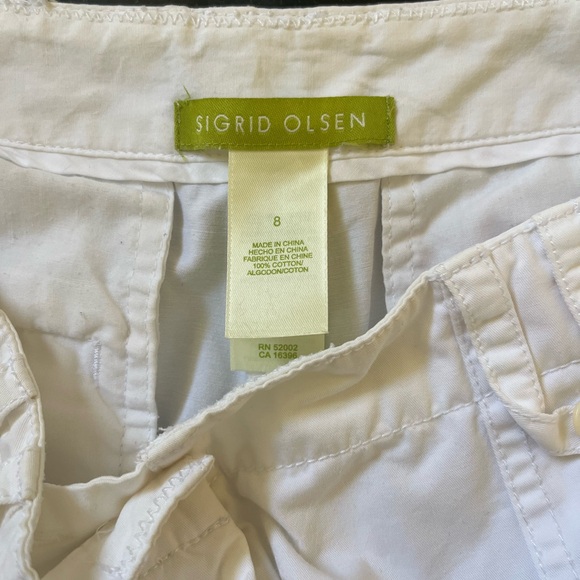 SIGRID OLSEN
8
MADE IN CHINA
HECHO EN CHINA
FABRIQUE EN CHINE
100% COTTON/
ALGODON/COTON
RN 52002
CA 16396